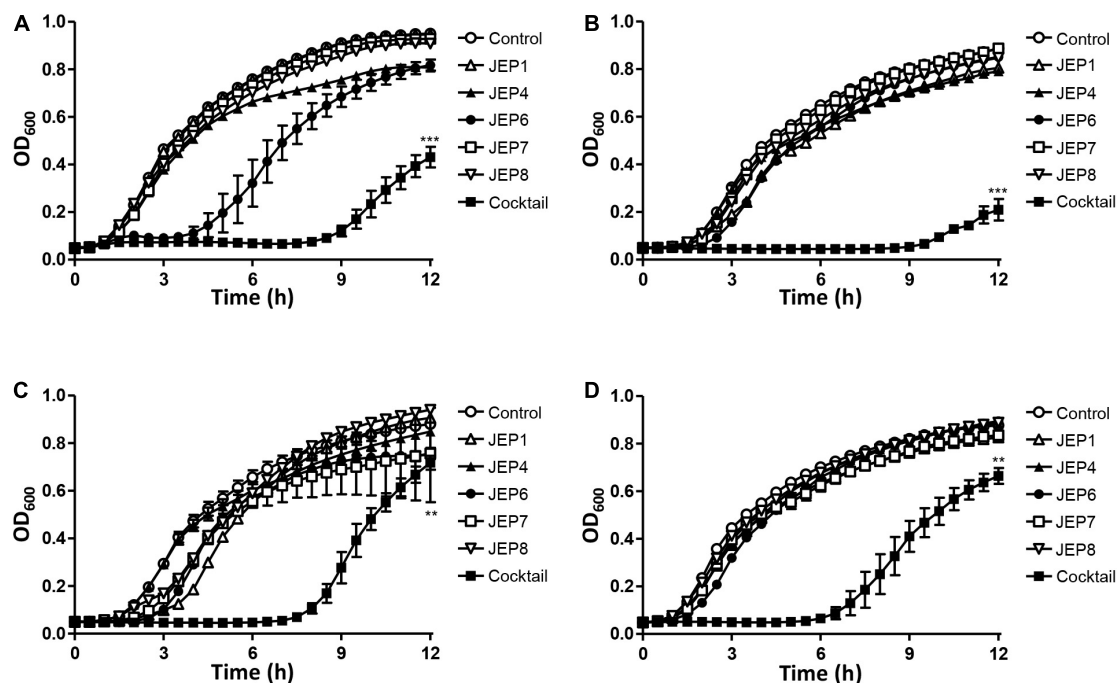 A
1.0
0.8
0.6
0.4
0.2
0.0
OD600
0 3 6 9 12
Time (h)
***
Control
JEP1
JEP4
JEP6
JEP7
JEP8
Cocktail
B
1.0
0.8
0.6
0.4
0.2
0.0
OD600
0 3 6 9 12
Time (h)
***
Control
JEP1
JEP4
JEP6
JEP7
JEP8
Cocktail
C
1.0
0.8
0.6
0.4
0.2
0.0
OD600
0 3 6 9 12
Time (h)
**
Control
JEP1
JEP4
JEP6
JEP7
JEP8
Cocktail
D
1.0
0.8
0.6
0.4
0.2
0.0
OD600
0 3 6 9 12
Time (h)
**
Control
JEP1
JEP4
JEP6
JEP7
JEP8
Cocktail